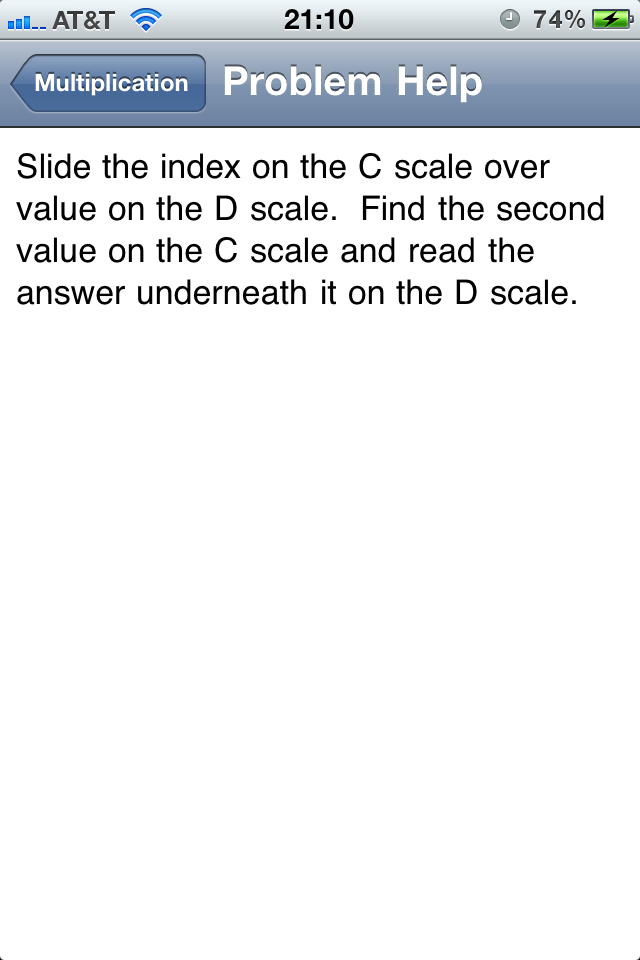 AT&T 21:10 74%
Multiplication Problem Help
Slide the index on the C scale over
value on the D scale.  Find the second
value on the C scale and read the
answer underneath it on the D scale.